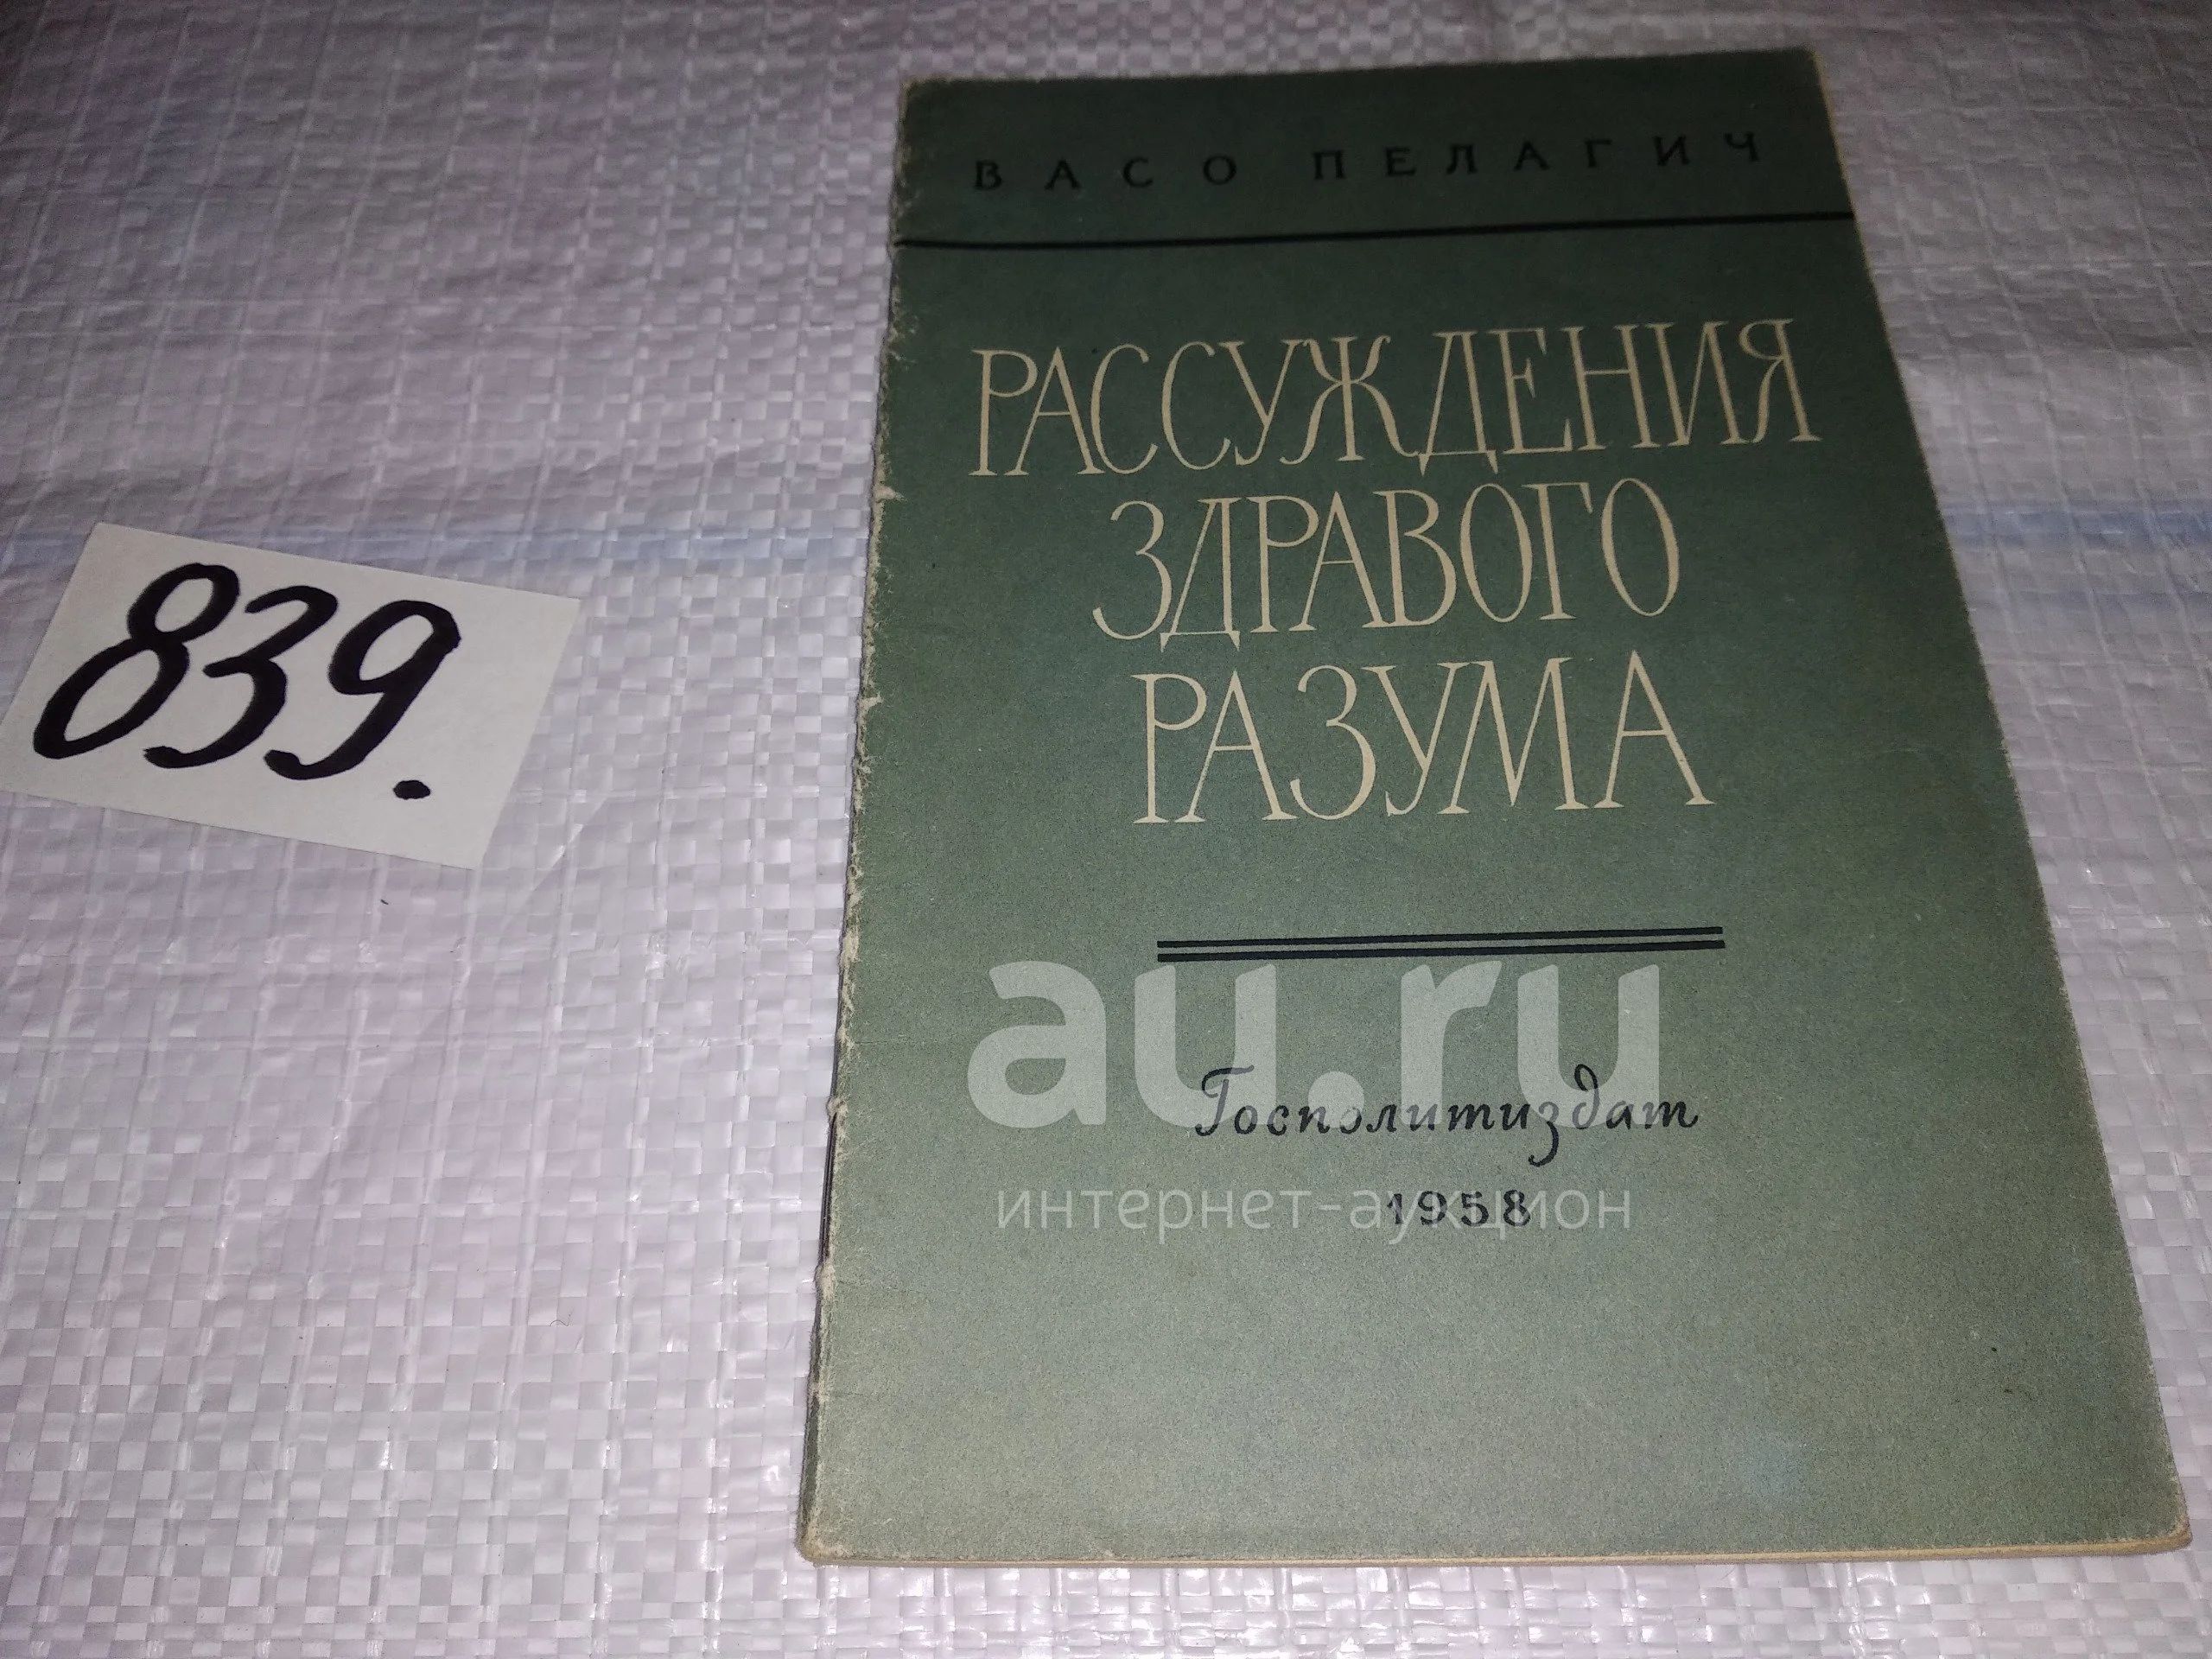 839.
ВАСО ПЕЛАГИЧ
РАССУЖДЕНИЯ
ЗДРАВОГО
РАЗУМА
au.ru
Госполитиздат
интернет-аукцион
1958